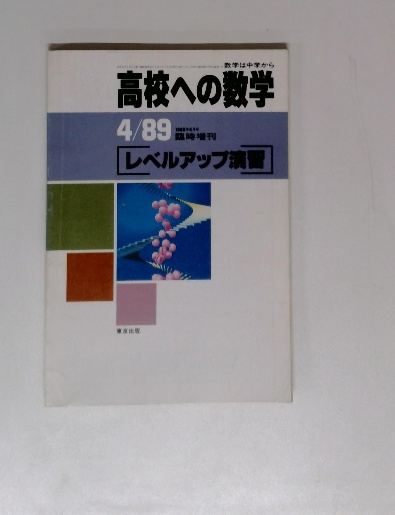 数学は中学から
高校への数学
4/89
臨時増刊
レベルアップ演習
東京出版